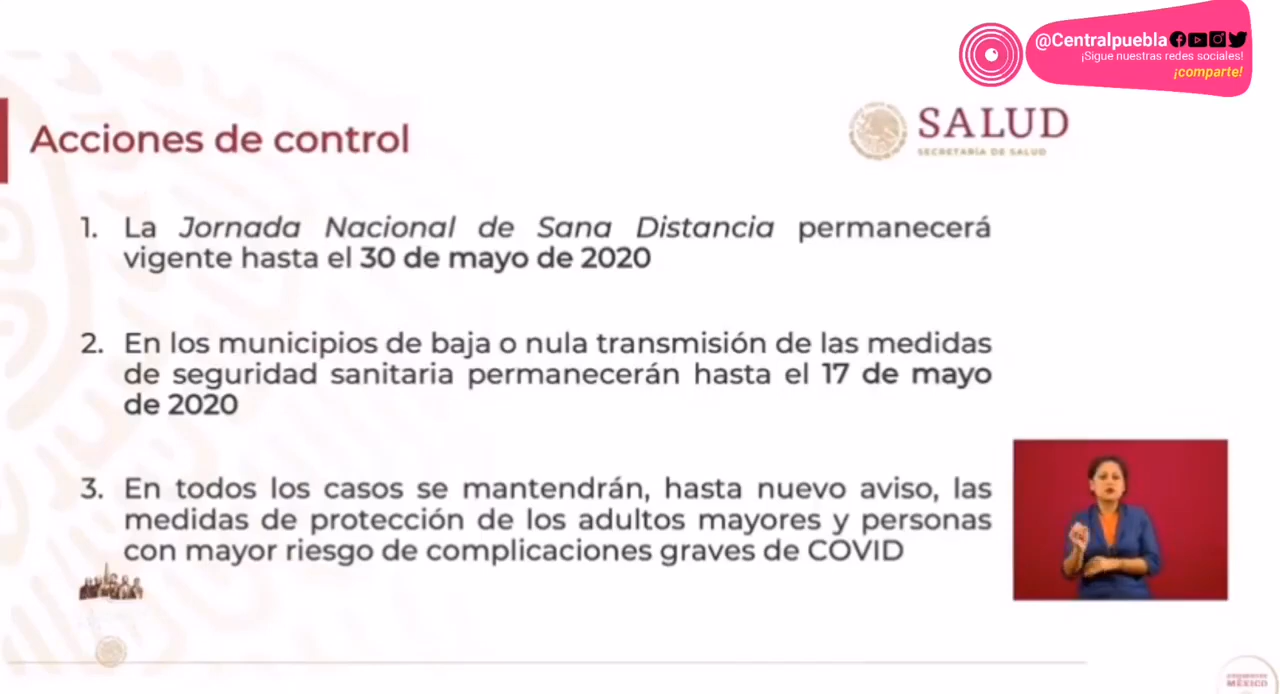 @Centralpuebla
¡Sigue nuestras redes sociales!
¡comparte!
SALUD
SECRETARÍA DE SALUD
Acciones de control
1. La Jornada Nacional de Sana Distancia permanecerá
vigente hasta el 30 de mayo de 2020
2. En los municipios de baja o nula transmisión de las medidas
de seguridad sanitaria permanecerán hasta el 17 de mayo
de 2020
3. En todos los casos se mantendrán, hasta nuevo aviso, las
medidas de protección de los adultos mayores y personas
con mayor riesgo de complicaciones graves de COVID
MÉXICO